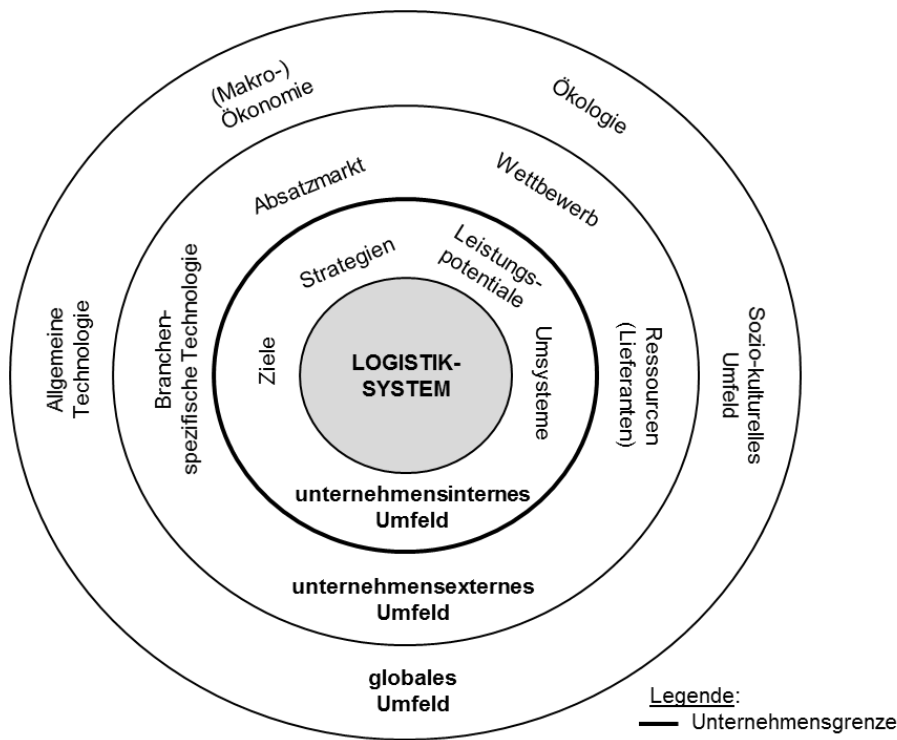 (Makro-)
Ökonomie
Ökologie
Absatzmarkt
Wettbewerb
Strategien
Leistungs-
potentiale
Allgemeine
Technologie
Branchen-
spezifische Technologie
Ziele
LOGISTIK-
SYSTEM
Umsysteme
Ressourcen
(Lieferanten)
Sozio-kulturelles
Umfeld
unternehmensinternes
Umfeld
unternehmensexternes
Umfeld
globales
Umfeld
Legende:
Unternehmensgrenze